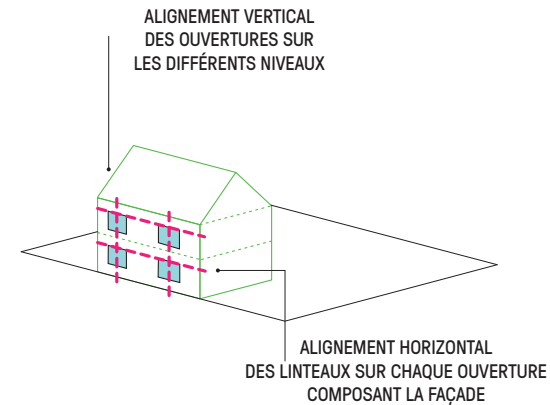 ALIGNEMENT VERTICAL
DES OUVERTURES SUR
LES DIFFÉRENTS NIVEAUX
ALIGNEMENT HORIZONTAL
DES LINTEAUX SUR CHAQUE OUVERTURE
COMPOSANT LA FAÇADE